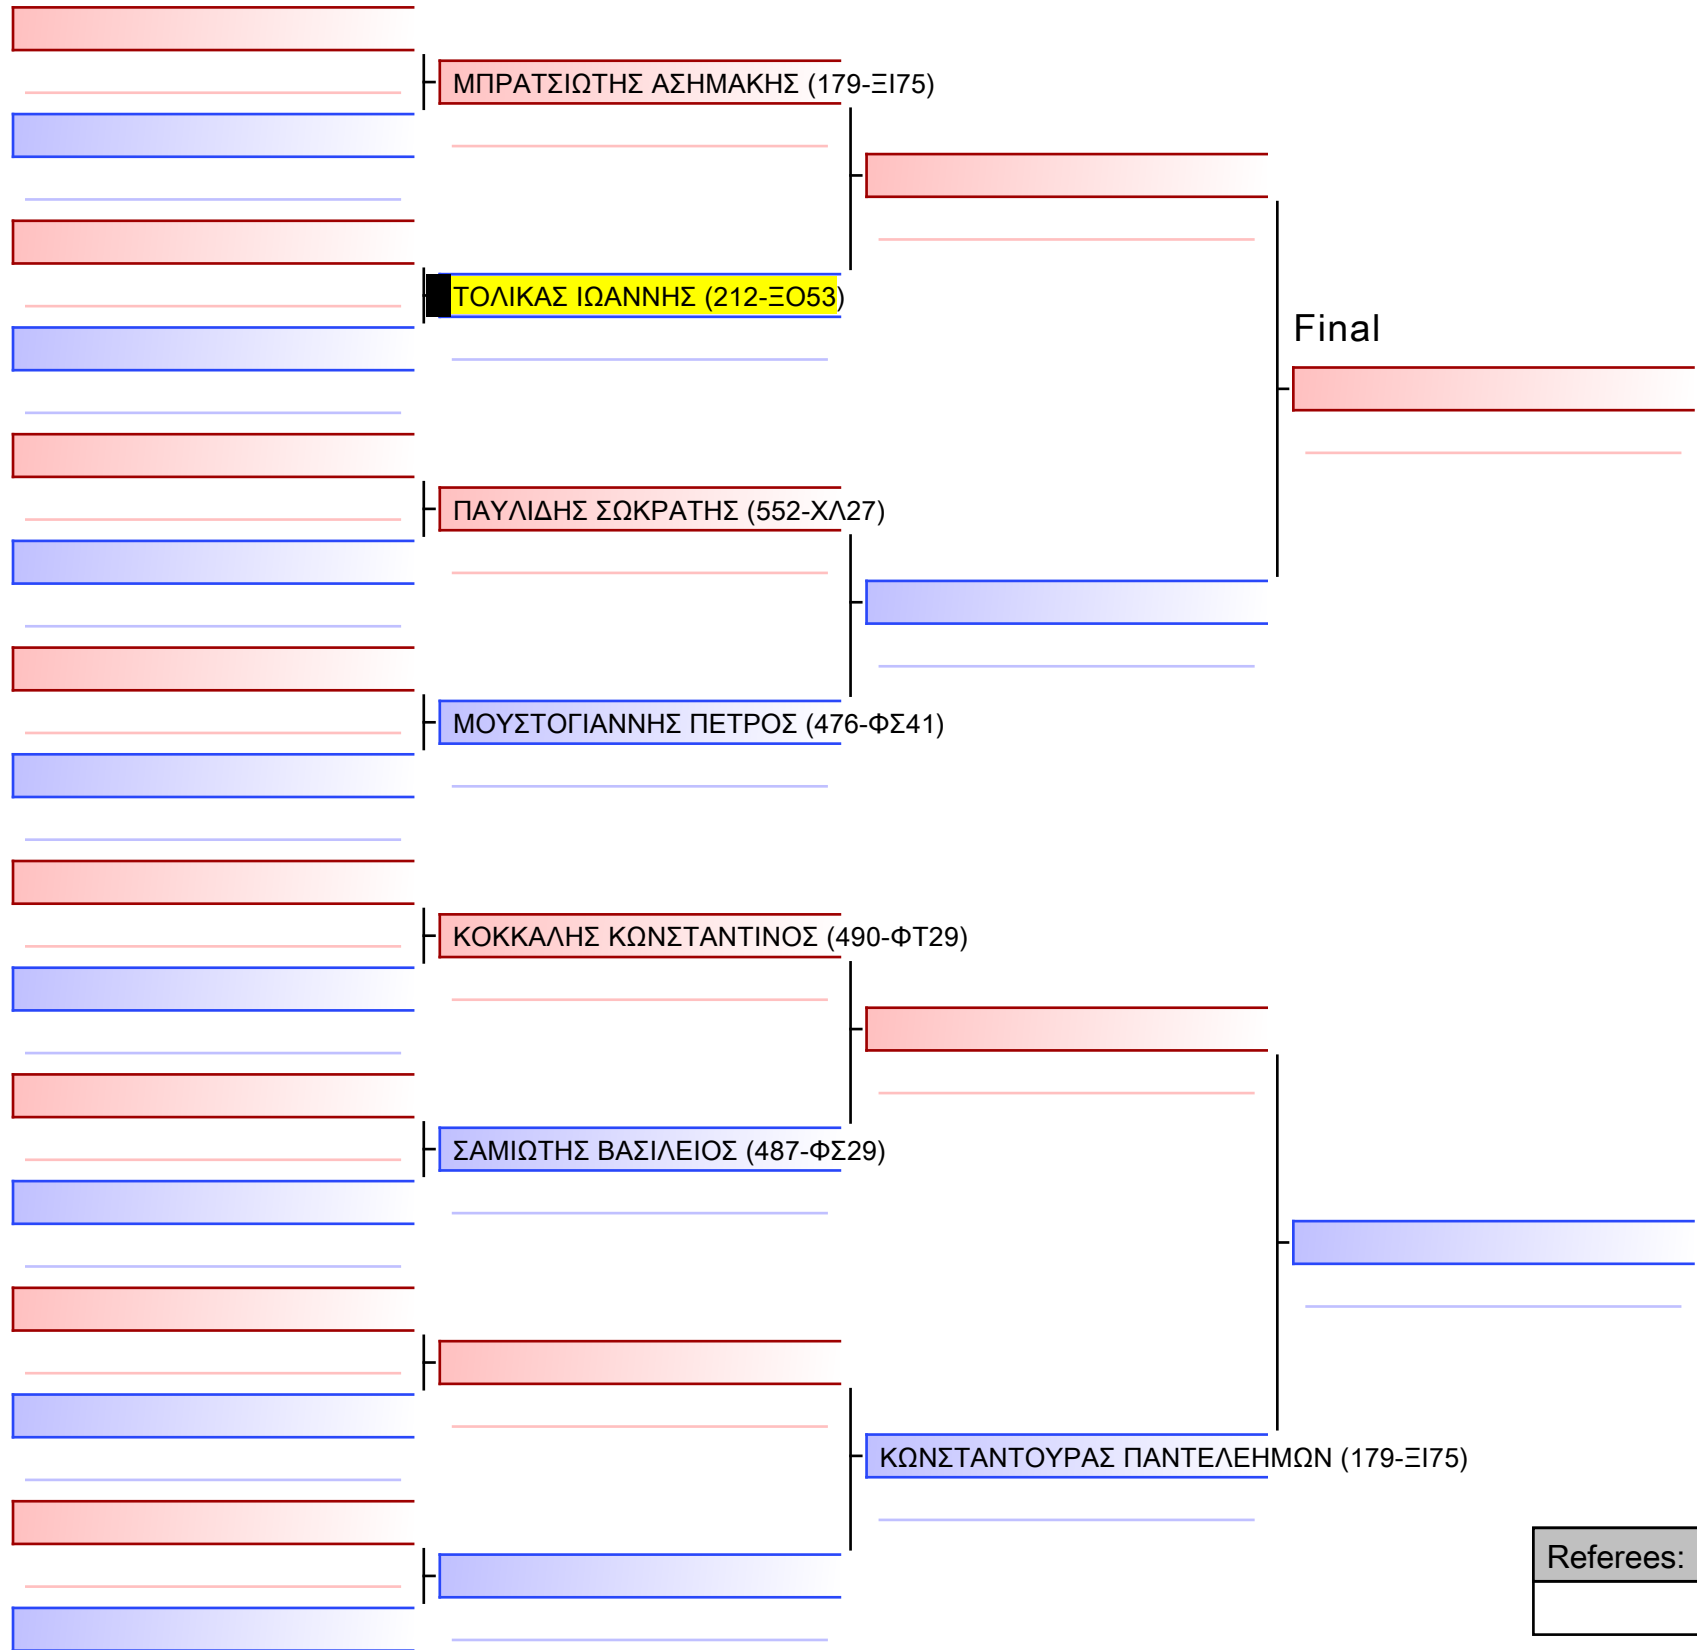 ΜΠΡΑΤΣΙΩΤΗΣ ΑΣΗΜΑΚΗΣ (179-ΞΙ75)
ΤΟΛΙΚΑΣ ΙΩΑΝΝΗΣ (212-ΞΟ53)
Final
ΠΑΥΛΙΔΗΣ ΣΩΚΡΑΤΗΣ (552-ΧΛ27)
ΜΟΥΣΤΟΓΙΑΝΝΗΣ ΠΕΤΡΟΣ (476-ΦΣ41)
ΚΟΚΚΑΛΗΣ ΚΩΝΣΤΑΝΤΙΝΟΣ (490-ΦΤ29)
ΣΑΜΙΩΤΗΣ ΒΑΣΙΛΕΙΟΣ (487-ΦΣ29)
ΚΩΝΣΤΑΝΤΟΥΡΑΣ ΠΑΝΤΕΛΕΗΜΩΝ (179-ΞΙ75)
Referees: